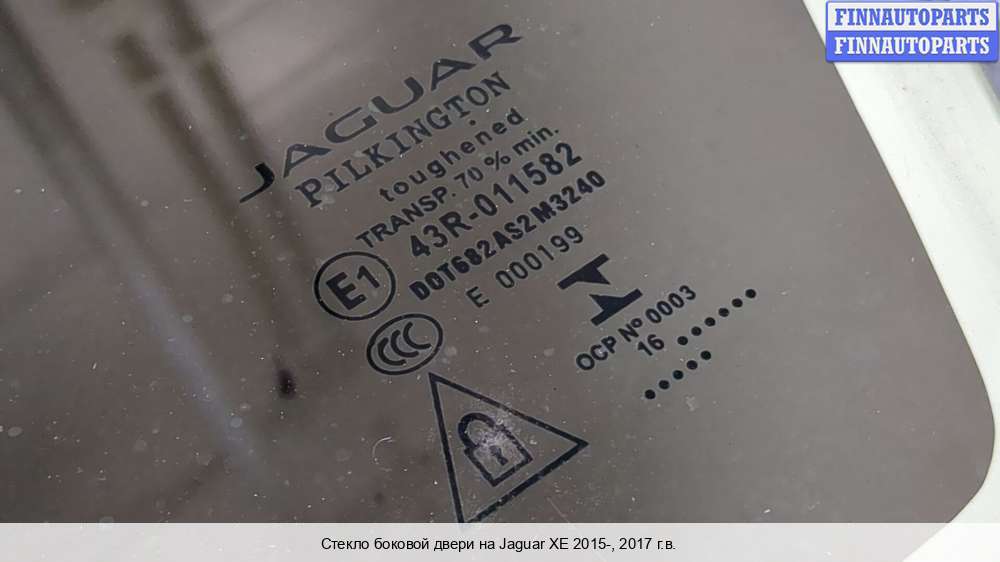 FINNAUTOPARTS
FINNAUTOPARTS
JAGUAR
PILKINGTON
toughened
TRANSP. 70 % min.
43R-011582
DOT682AS2M3240
E 000199
E1
CCC
OCP Nº 0003
16
Стекло боковой двери на Jaguar XE 2015-, 2017 г.в.